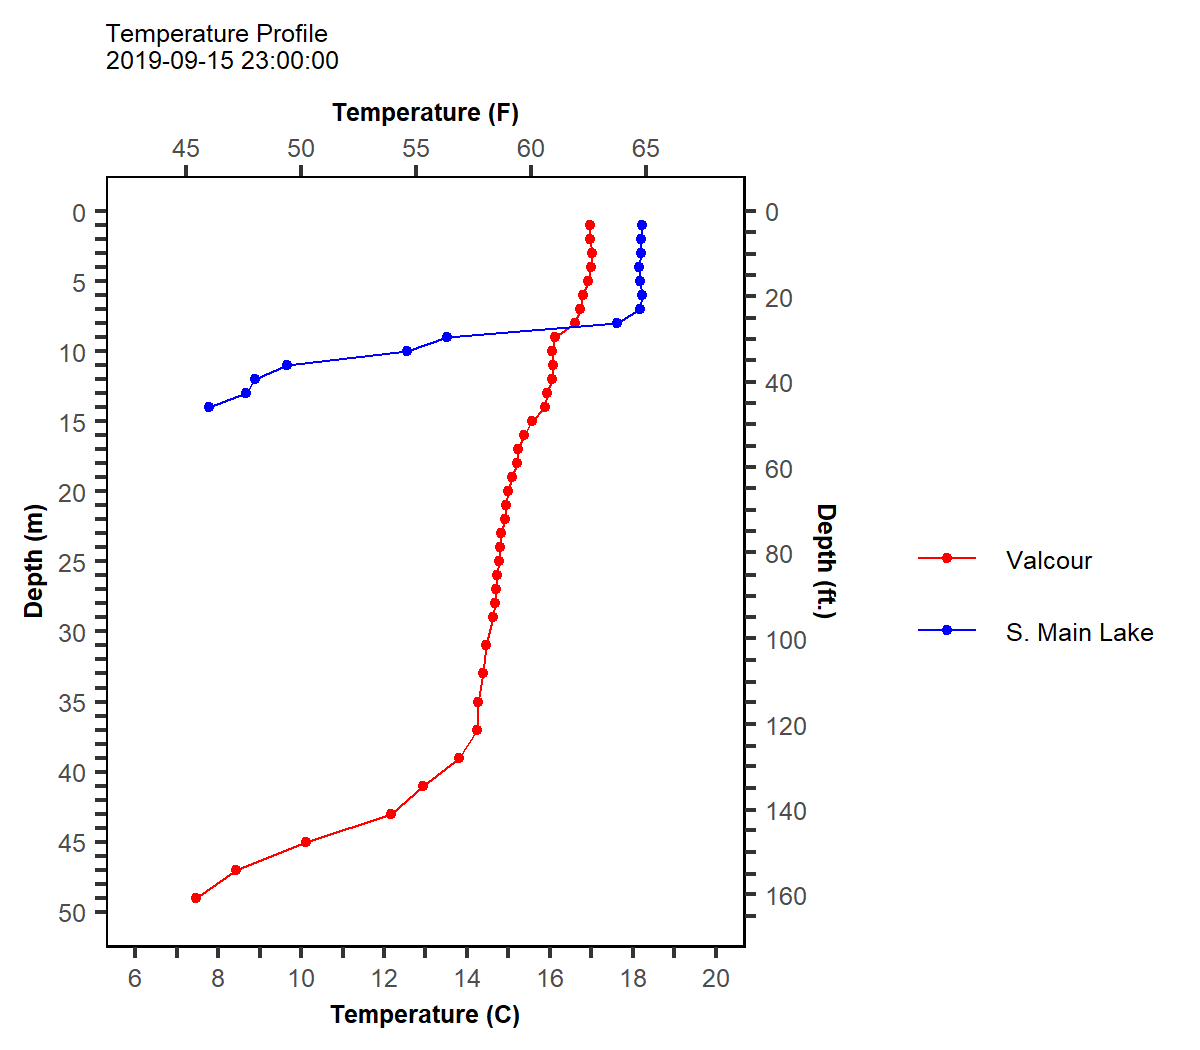 Temperature Profile
2019-09-15 23:00:00
Temperature (F)
45 50 55 60 65
0
5
10
15
20
25
30
35
40
45
50
Depth (m)
0
20
40
60
80
100
120
140
160
Depth (ft.)
6 8 10 12 14 16 18 20
Temperature (C)
Valcour
S. Main Lake